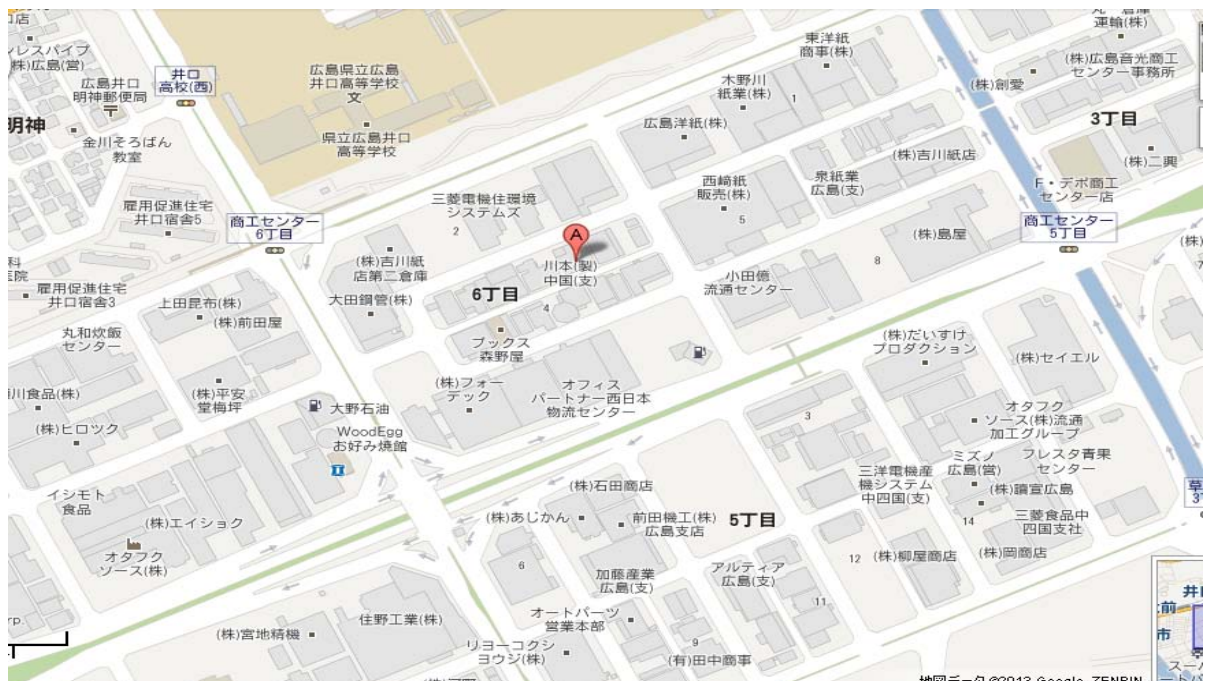 口店
ンレスパイプ
(株)広島(営)
広島井口
明神郵便局
井口
高校(西)
明神
金川そろばん
教室
広島県立広島
井口高等学校
文
県立広島井口
高等学校
東洋紙
商事(株)
木野川
紙業(株)
1
広島洋紙(株)
運輸(株)
(株)広島音光商工
センター事務所
(株)創愛
3丁目
(株)二興
F・デポ商工
センター店
(株)吉川紙店
泉紙業
広島(支)
西崎紙
販売(株)
5
三菱電機住環境
システムズ
2
雇用促進住宅
井口宿舎5
商工センター
6丁目
商工センター
5丁目
(株)島屋
8
A
川本(製)
中国(支)
(株)吉川紙
店第二倉庫
大田鋼管(株)
6丁目
4
小田億
流通センター
科
医院
雇用促進住宅
井口宿舎3
上田昆布(株)
(株)前田屋
丸和炊飯
センター
ブックス
森野屋
(株)だいすけ
プロダクション
(株)セイエル
川食品(株)
(株)平安
堂梅坪
(株)フォー
デック
オフィス
パートナー西日本
物流センター
大野石油
(株)ヒロツク
WoodEgg
お好み焼館
3
オタフク
ソース(株)流通
加工グループ
ミズノ
広島(営)
フレスタ青果
センター
三洋電機産
機システム
中四国(支)
(株)讀宣広島
14
三菱食品中
四国支社
イシモト
食品
(株)エイショク
(株)石田商店
(株)あじかん
前田機工(株)
広島支店
5丁目
オタフク
ソース(株)
6
加藤産業
広島(支)
アルティア
広島(支)
12
(株)柳屋商店
(株)岡商店
11
住野工業(株)
(株)宮地精機
オートパーツ
営業本部
リヨーコクシ
ヨウジ(株)
9
(有)田中商事
地図データ ©2013 Google, ZENRIN